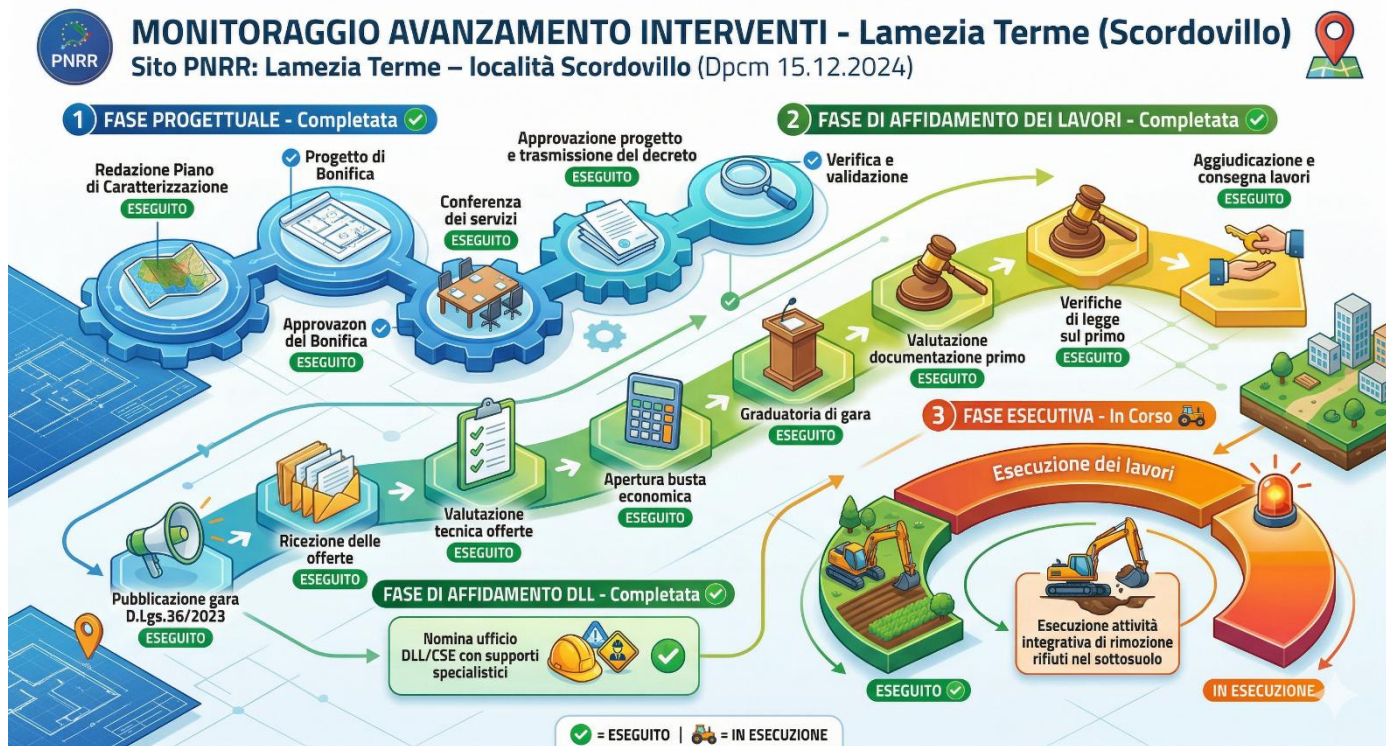 PNRR
MONITORAGGIO AVANZAMENTO INTERVENTI - Lamezia Terme (Scordovillo)
Sito PNRR: Lamezia Terme – località Scordovillo (Dpcm 15.12.2024)
1 FASE PROGETTUALE - Completata
Redazione Piano
di Caratterizzazione
ESEGUITO
Progetto di
Bonifica
Approvazon
del Bonifica
ESEGUITO
Conferenza
dei servizi
ESEGUITO
Approvazione progetto
e trasmissione del decreto
ESEGUITO
Verifica e
validazione
2 FASE DI AFFIDAMENTO DEI LAVORI - Completata
Pubblicazione gara
D.Lgs.36/2023
ESEGUITO
Ricezione delle
offerte
ESEGUITO
Valutazione
tecnica offerte
ESEGUITO
Apertura busta
economica
ESEGUITO
Graduatoria di gara
ESEGUITO
Valutazione
documentazione primo
ESEGUITO
Verifiche
di legge
sul primo
ESEGUITO
Aggiudicazione e
consegna lavori
ESEGUITO
FASE DI AFFIDAMENTO DLL - Completata
Nomina ufficio
DLL/CSE con supporti
specialistici
3 FASE ESECUTIVA - In Corso
Esecuzione dei lavori
Esecuzione attività
integrativa di rimozione
rifiuti nel sottosuolo
ESEGUITO
IN ESECUZIONE
= ESEGUITO | = IN ESECUZIONE